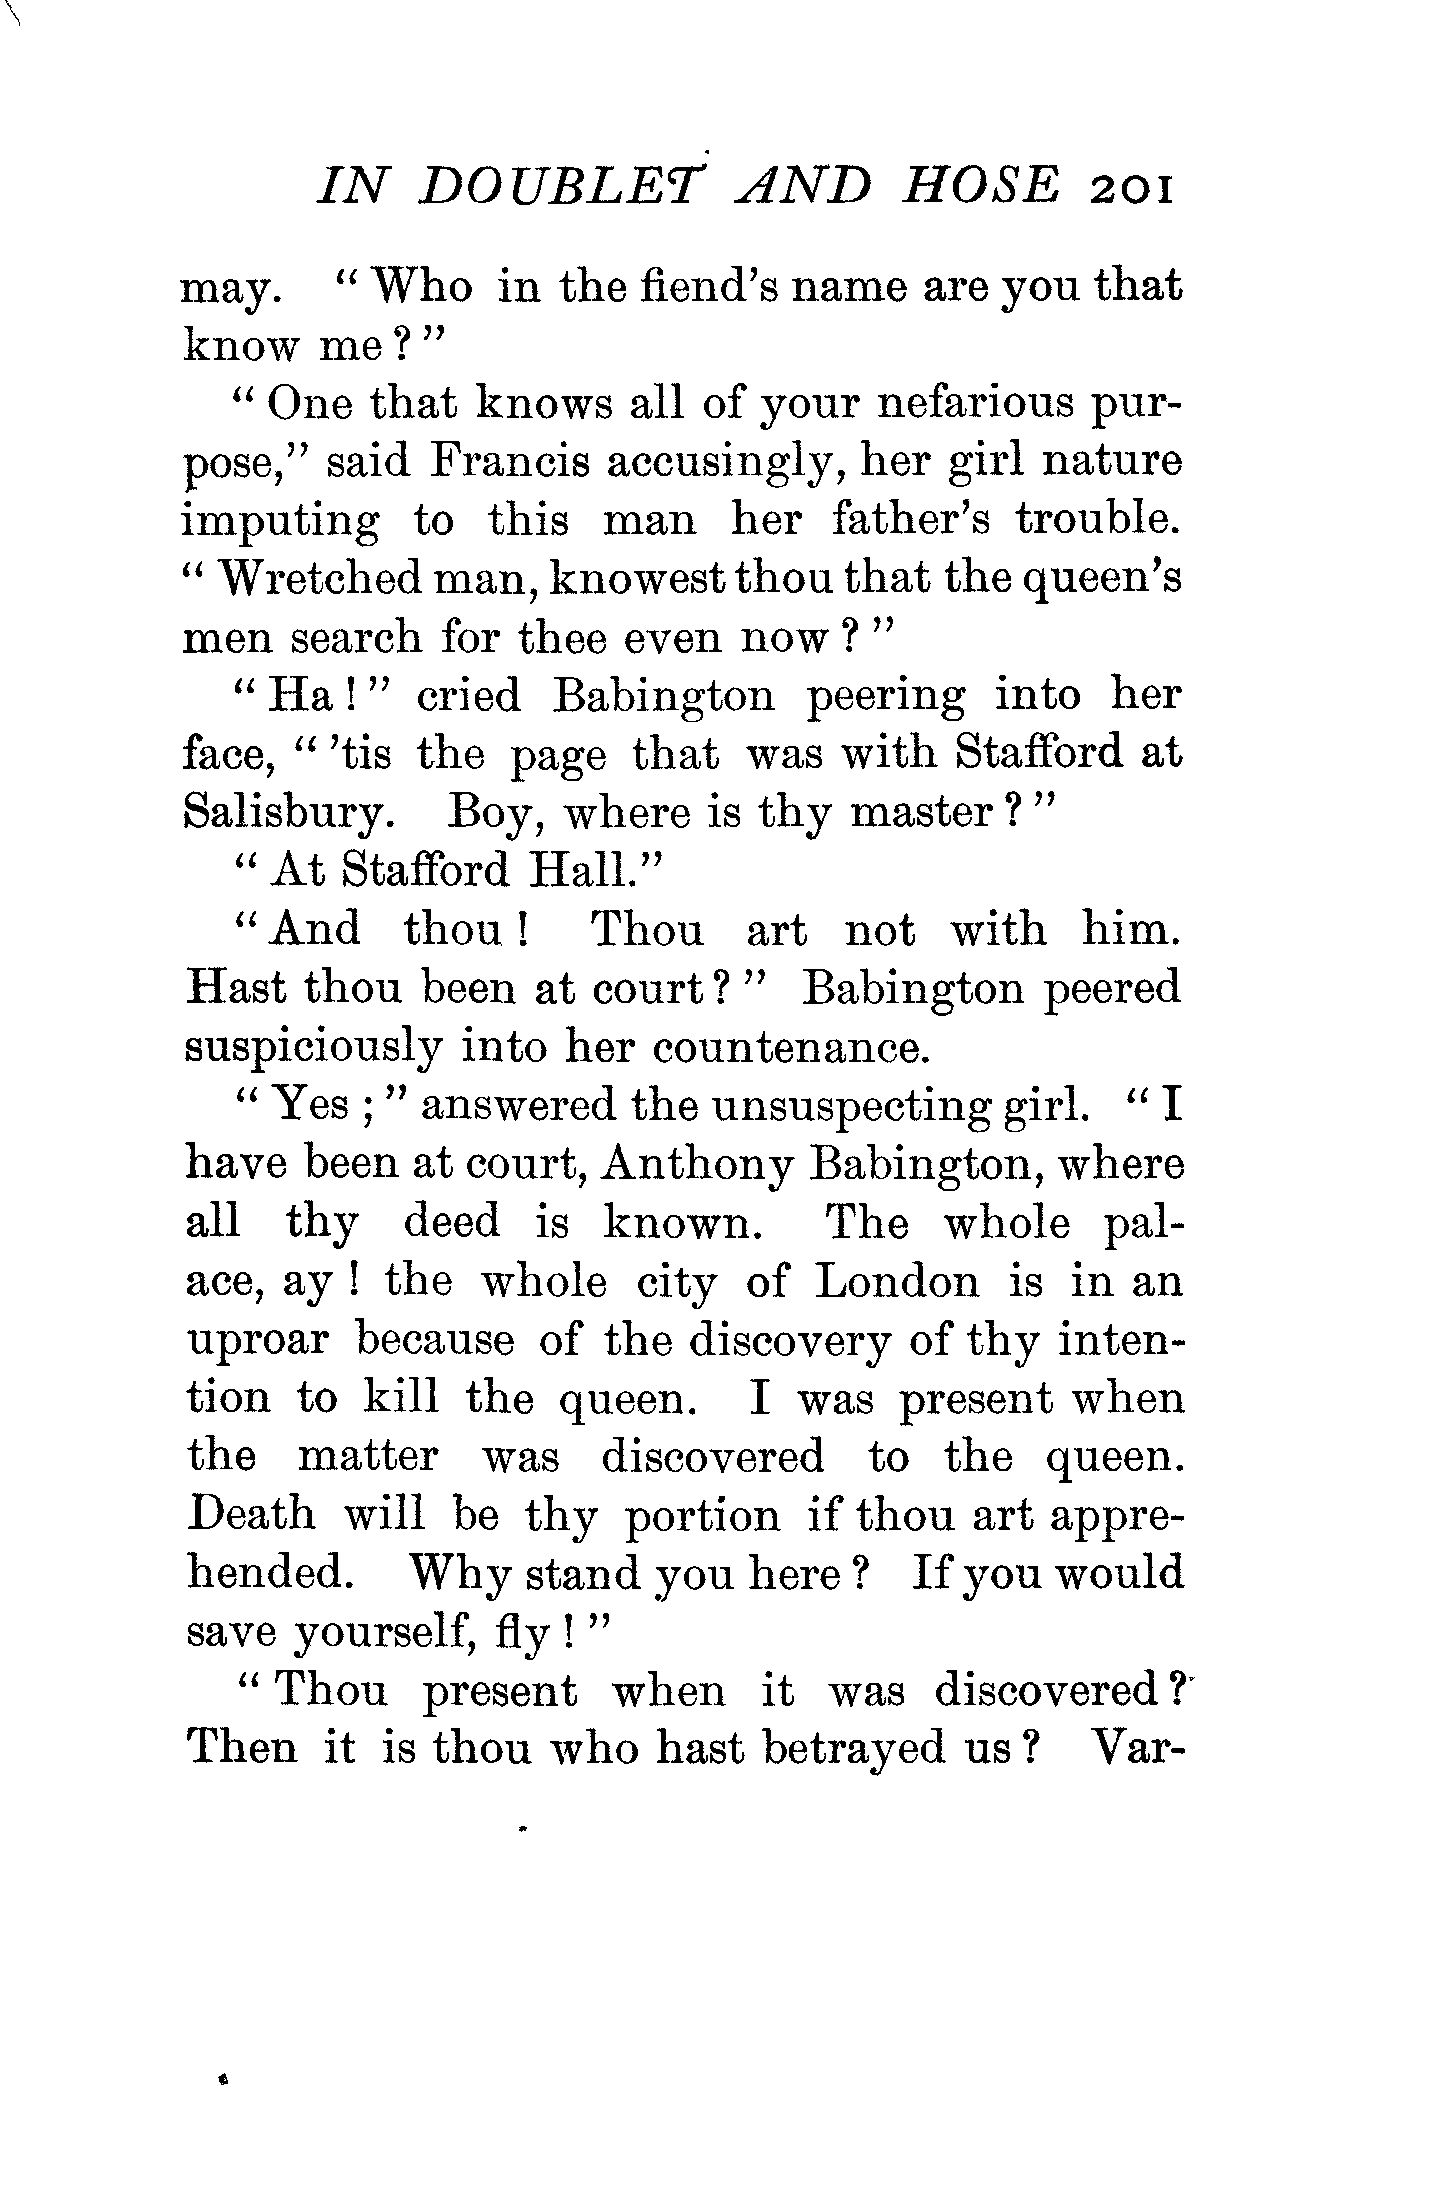 IN DOUBLET AND HOSE 201
may. “Who in the fiend’s name are you that
know me?”
“One that knows all of your nefarious pur-
pose,” said Francis accusingly, her girl nature
imputing to this man her father’s trouble.
“Wretched man, knowest thou that the queen’s
men search for thee even now?”
“Ha!” cried Babington peering into her
face, “’tis the page that was with Stafford at
Salisbury. Boy, where is thy master?”
“At Stafford Hall.”
“And thou! Thou art not with him.
Hast thou been at court?” Babington peered
suspiciously into her countenance.
“Yes;” answered the unsuspecting girl. “I
have been at court, Anthony Babington, where
all thy deed is known. The whole pal-
ace, ay! the whole city of London is in an
uproar because of the discovery of thy inten-
tion to kill the queen. I was present when
the matter was discovered to the queen.
Death will be thy portion if thou art appre-
hended. Why stand you here? If you would
save yourself, fly!”
“Thou present when it was discovered?
Then it is thou who hast betrayed us? Var-